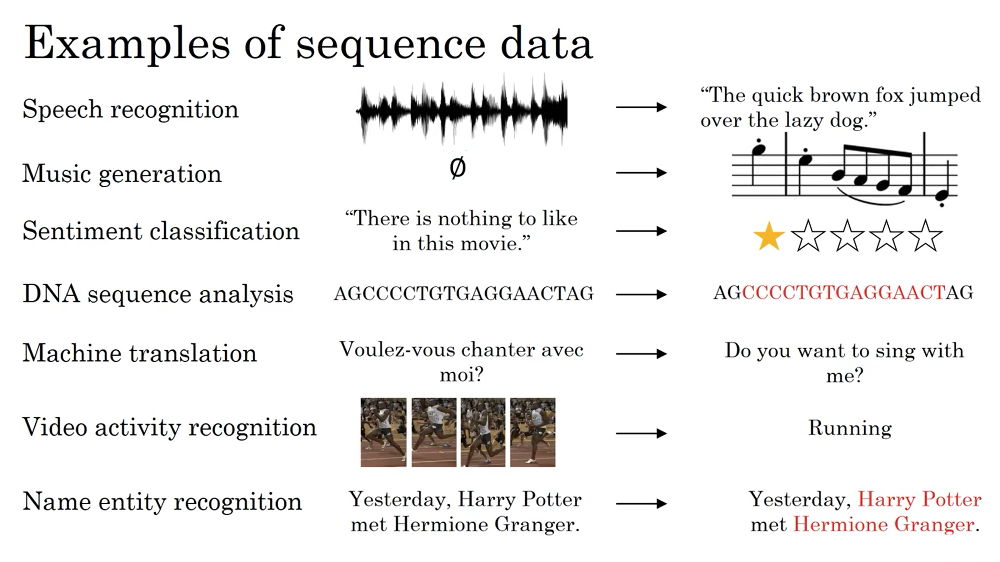 Examples of sequence data
Speech recognition
“The quick brown fox jumped
over the lazy dog.”
Music generation
∅
Sentiment classification
“There is nothing to like
in this movie.”
DNA sequence analysis
AGCCCCTGTGAGGAACTAG
AGCCCCTGTGAGGAACTAG
Machine translation
Voulez-vous chanter avec
moi?
Do you want to sing with
me?
Video activity recognition
Running
Name entity recognition
Yesterday, Harry Potter
met Hermione Granger.
Yesterday, Harry Potter
met Hermione Granger.